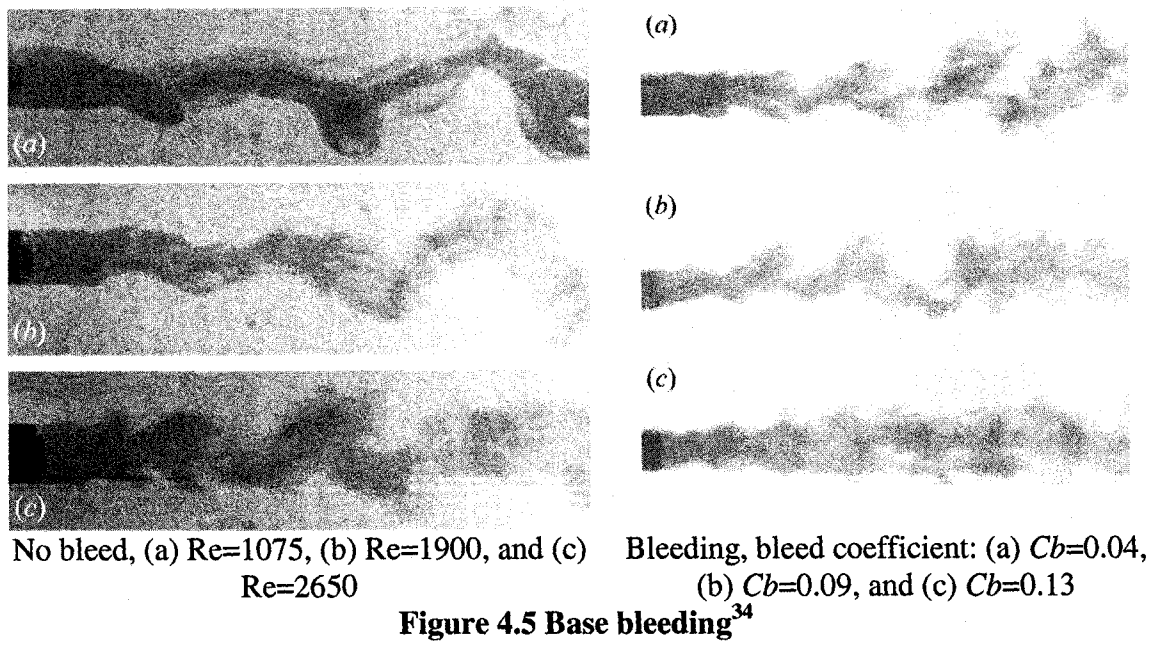 (a)
(b)
(c)
(a)
(b)
(c)
No bleed, (a) Re=1075, (b) Re=1900, and (c)
Re=2650
Bleeding, bleed coefficient: (a) Cb=0.04,
(b) Cb=0.09, and (c) Cb=0.13
Figure 4.5 Base bleeding³⁴